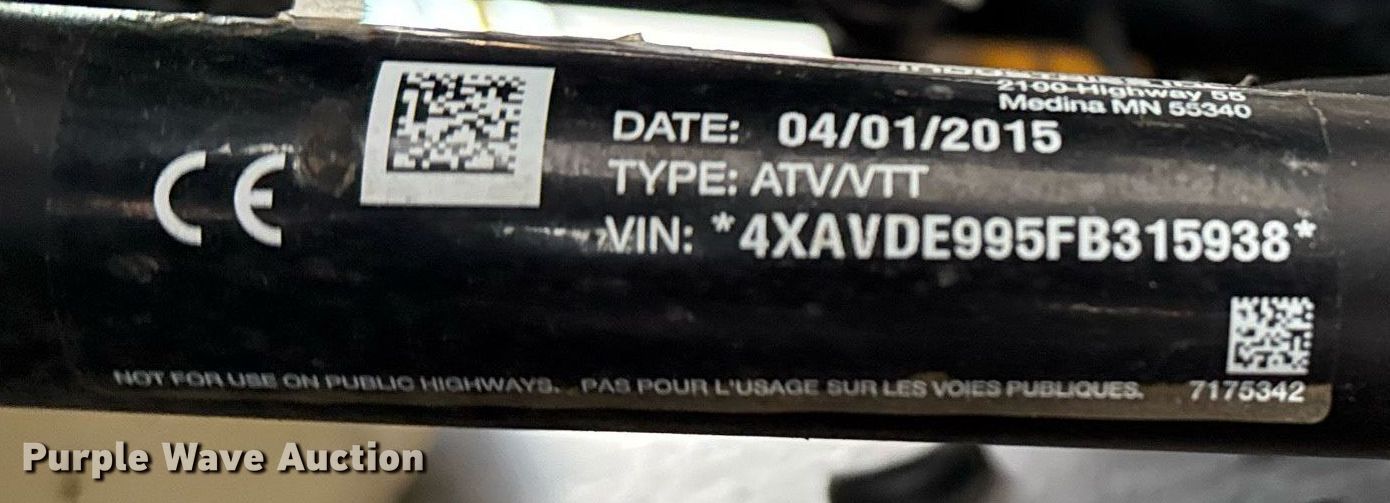 2100 Highway 55
Medina MN 55340
DATE: 04/01/2015
TYPE: ATV/VTT
VIN: *4XAVDE995FB315938*
CE
NOT FOR USE ON PUBLIC HIGHWAYS. PAS POUR L'USAGE SUR LES VOIES PUBLIQUES. 7175342
Purple Wave Auction